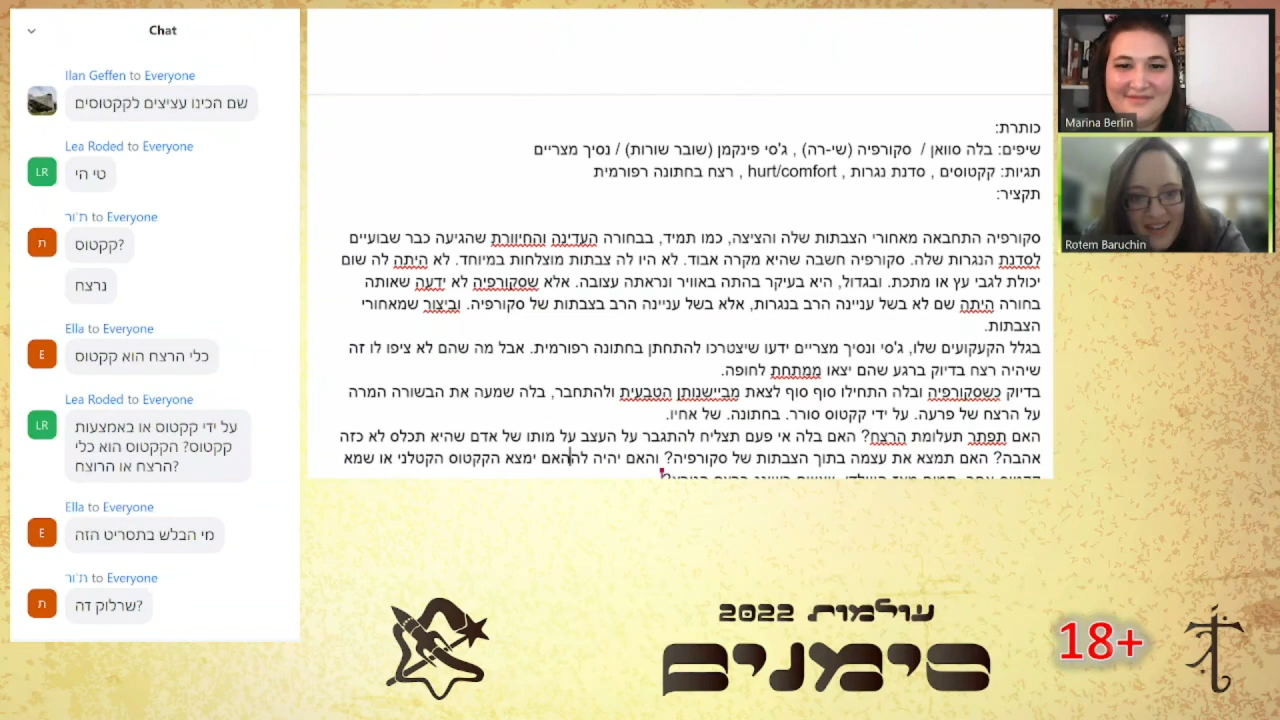 Chat
Ilan Geffen to Everyone
שם הכינו עציצים לקקטוסים
Lea Roded to Everyone
LR
טי הי
ת'ור to Everyone
ת
קקטוס?
נרצח
Ella to Everyone
E
כלי הרצח הוא קקטוס
Lea Roded to Everyone
LR
על ידי קקטוס או באמצעות
קקטוס? הקקטוס הוא כלי
הרצח או הרוצח?
Ella to Everyone
E
מי הבלש בתסריט הזה
ת'ור to Everyone
ת
שרלוק דה?
כותרת:
שיפים: בלה סוואן / סקורפיה (שי-רה) , ג'סי פינקמן (שובר שורות) / נסיך מצריים
תגיות: קקטוסים , סדנת נגרות , hurt/comfort , רצח בחתונה רפורמית
תקציר:
סקורפיה התחבאה מאחורי הצבתות שלה והציצה, כמו תמיד, בבחורה העדינה והחיוורת שהגיעה כבר שבועיים
לסדנת הנגרות שלה. סקורפיה חשבה שהיא מקרה אבוד. לא היו לה צבתות מוצלחות במיוחד. לא היתה לה שום
יכולת לגבי עץ או מתכת. ובגדול, היא בעיקר בהתה באוויר ונראתה עצובה. אלא שסקורפיה לא ידעה שאותה
בחורה היתה שם לא בשל עניינה הרב בנגרות, אלא בשל עניינה הרב בצבתות של סקורפיה. וביצור שמאחורי
הצבתות.
בגלל הקעקועים שלו, ג'סי ונסיך מצריים ידעו שיצטרכו להתחתן בחתונה רפורמית. אבל מה שהם לא ציפו לו זה
שיהיה רצח בדיוק ברגע שהם יצאו ממתחת לחופה.
בדיוק כשסקורפיה ובלה התחילו סוף סוף לצאת מביישנותן הטבעית ולהתחבר, בלה שמעה את הבשורה המרה
על הרצח של פרעה. על ידי קקטוס סורר. בחתונה. של אחיו.
האם תפתר תעלומת הרצח? האם בלה אי פעם תצליח להתגבר על העצב על מותו של אדם שהיא תכלס לא כזה
אהבה? האם תמצא את עצמה בתוך הצבתות של סקורפיה? והאם יהיה לההאם ימצא הקקטוס הקטלני או שמא
Marina Berlin
Rotem Baruchin
עולמות 2022
סימנים
18+